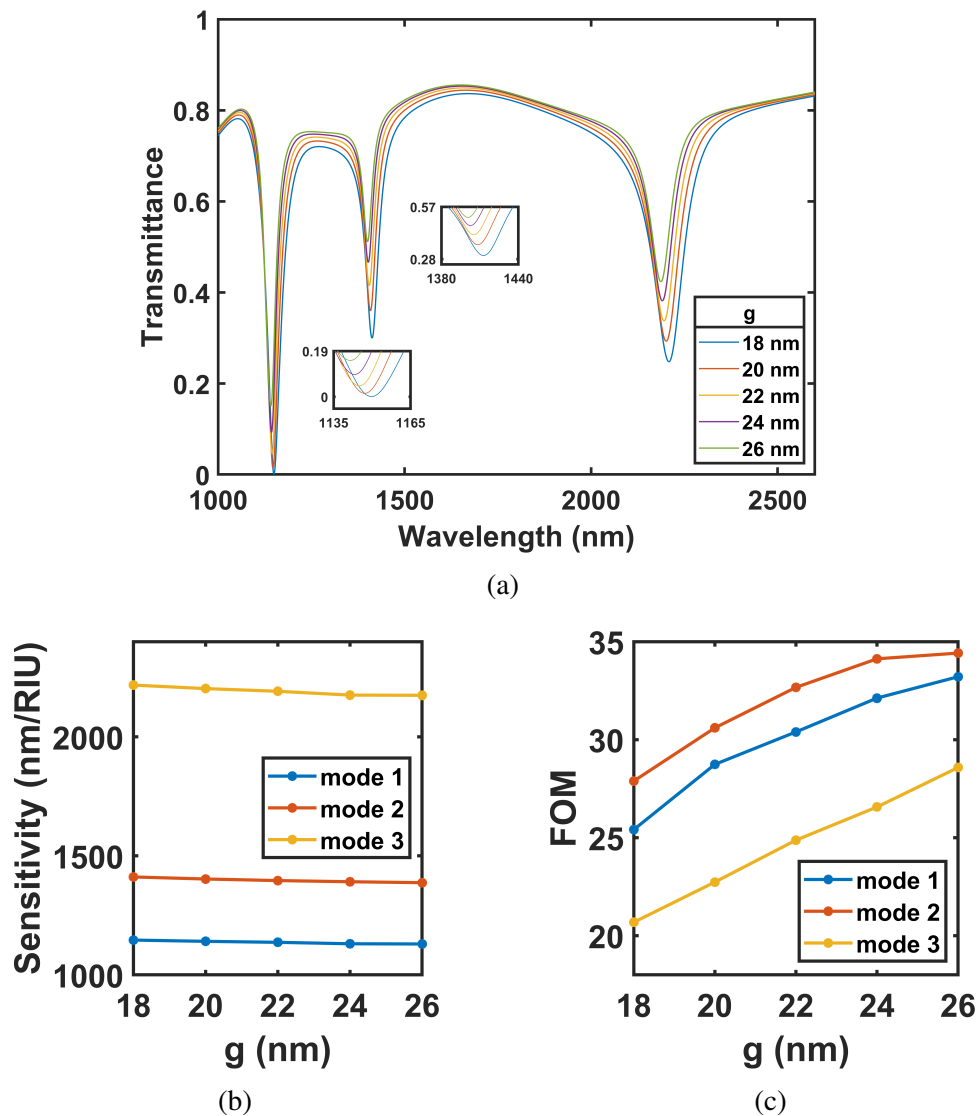 1
0.8
0.6
0.4
0.2
0
Transmittance
1000
1500
2000
2500
Wavelength (nm)
0.57
0.28
1380
1440
0.19
0
1135
1165
g
18 nm
20 nm
22 nm
24 nm
26 nm
(a)
2000
1500
1000
Sensitivity (nm/RIU)
mode 1
mode 2
mode 3
18
20
22
24
26
g (nm)
(b)
35
30
25
20
FOM
mode 1
mode 2
mode 3
18
20
22
24
26
g (nm)
(c)